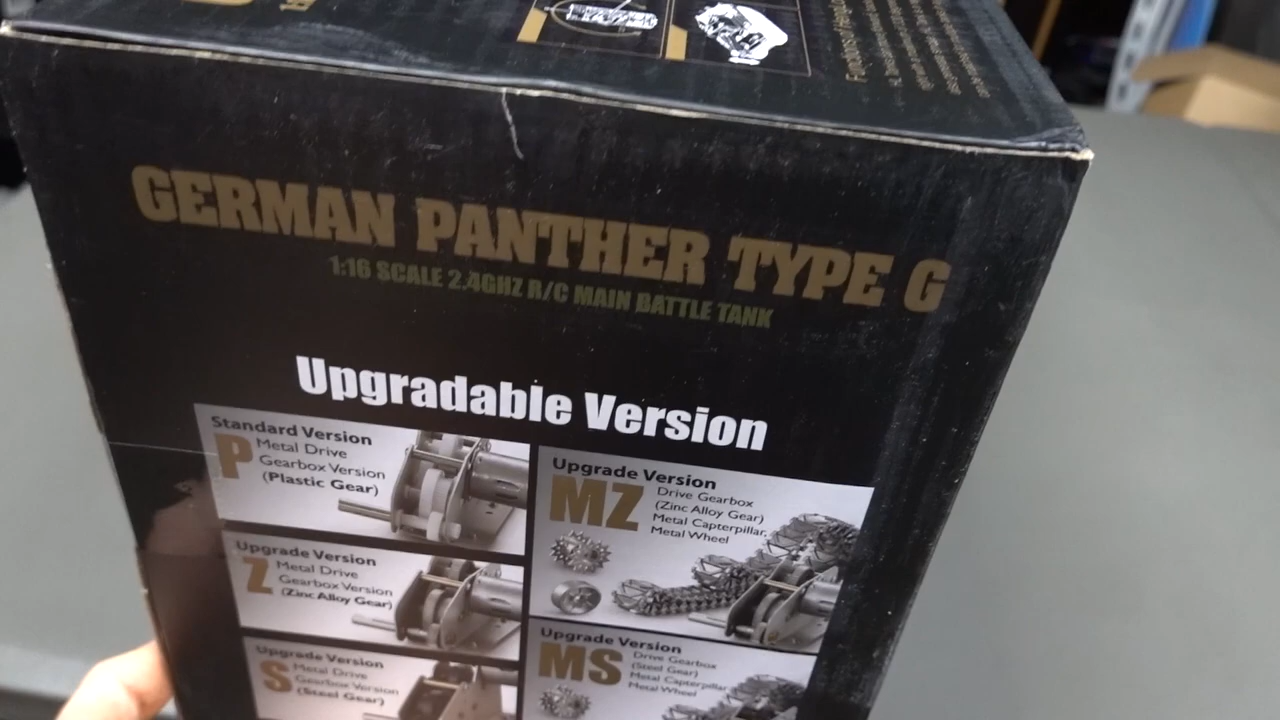 GERMAN PANTHER TYPE G
1:16 SCALE 2.4GHZ R/C MAIN BATTLE TANK
Upgradable Version
Standard Version
P
Metal Drive
Gearbox Version
(Plastic Gear)
Upgrade Version
Z
Metal Drive
Gearbox Version
(Zinc Alloy Gear)
Upgrade Version
S
Metal Drive
Gearbox Version
(Steel Gear)
Upgrade Version
MZ
Drive Gearbox
(Zinc Alloy Gear)
Metal Capterpillar,
Metal Wheel
Upgrade Version
MS
Drive Gearbox
(Steel Gear)
Metal Capterpillar
Metal Wheel